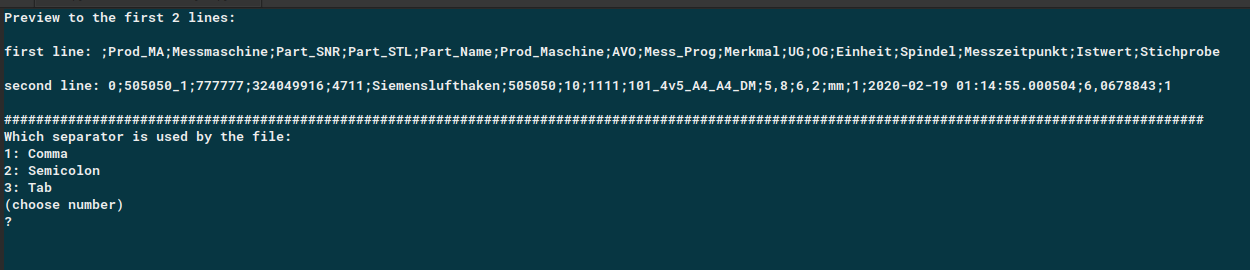 Preview to the first 2 lines:
first line: ;Prod_MA;Messmaschine;Part_SNR;Part_STL;Part_Name;Prod_Maschine;AVO;Mess_Prog;Merkmal;UG;OG;Einheit;Spindel;Messzeitpunkt;Istwert;Stichprobe
second line: 0;505050_1;777777;324049916;4711;Siemenslufthaken;505050;10;1111;101_4v5_A4_A4_DM;5,8;6,2;mm;1;2020-02-19 01:14:55.000504;6,0678843;1
######################################################################################################################################################
Which separator is used by the file:
1: Comma
2: Semicolon
3: Tab
(choose number)
?